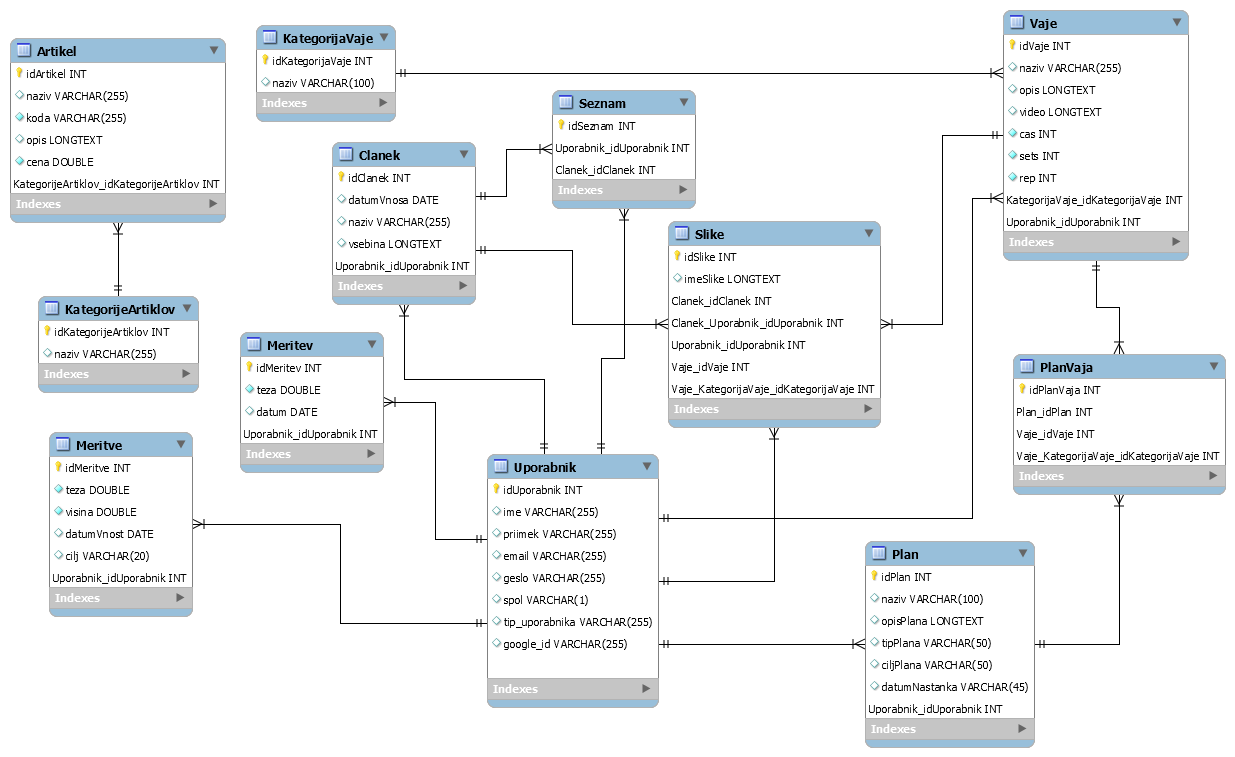 Artikel
idArtikel INT
naziv VARCHAR(255)
koda VARCHAR(255)
opis LONGTEXT
cena DOUBLE
KategorijeArtiklov_idKategorijeArtiklov INT
Indexes
KategorijaVaje
idKategorijaVaje INT
naziv VARCHAR(100)
Indexes
Vaje
idVaje INT
naziv VARCHAR(255)
opis LONGTEXT
video LONGTEXT
cas INT
sets INT
rep INT
KategorijaVaje_idKategorijaVaje INT
Uporabnik_idUporabnik INT
Indexes
Seznam
idSeznam INT
Uporabnik_idUporabnik INT
Clanek_idClanek INT
Indexes
Clanek
idClanek INT
datumVnosa DATE
naziv VARCHAR(255)
vsebina LONGTEXT
Uporabnik_idUporabnik INT
Indexes
Slike
idSlike INT
imeSlike LONGTEXT
Clanek_idClanek INT
Clanek_Uporabnik_idUporabnik INT
Uporabnik_idUporabnik INT
Vaje_idVaje INT
Vaje_KategorijaVaje_idKategorijaVaje INT
Indexes
KategorijeArtiklov
idKategorijeArtiklov INT
naziv VARCHAR(255)
Indexes
Meritev
idMeritev INT
teza DOUBLE
datum DATE
Uporabnik_idUporabnik INT
Indexes
PlanVaja
idPlanVaja INT
Plan_idPlan INT
Vaje_idVaje INT
Vaje_KategorijaVaje_idKategorijaVaje INT
Indexes
Meritve
idMeritve INT
teza DOUBLE
visina DOUBLE
datumVnost DATE
cilj VARCHAR(20)
Uporabnik_idUporabnik INT
Indexes
Uporabnik
idUporabnik INT
ime VARCHAR(255)
priimek VARCHAR(255)
email VARCHAR(255)
geslo VARCHAR(255)
spol VARCHAR(1)
tip_uporabnika VARCHAR(255)
google_id VARCHAR(255)
Indexes
Plan
idPlan INT
naziv VARCHAR(100)
opisPlana LONGTEXT
tipPlana VARCHAR(50)
ciljPlana VARCHAR(50)
datumNastanka VARCHAR(45)
Uporabnik_idUporabnik INT
Indexes